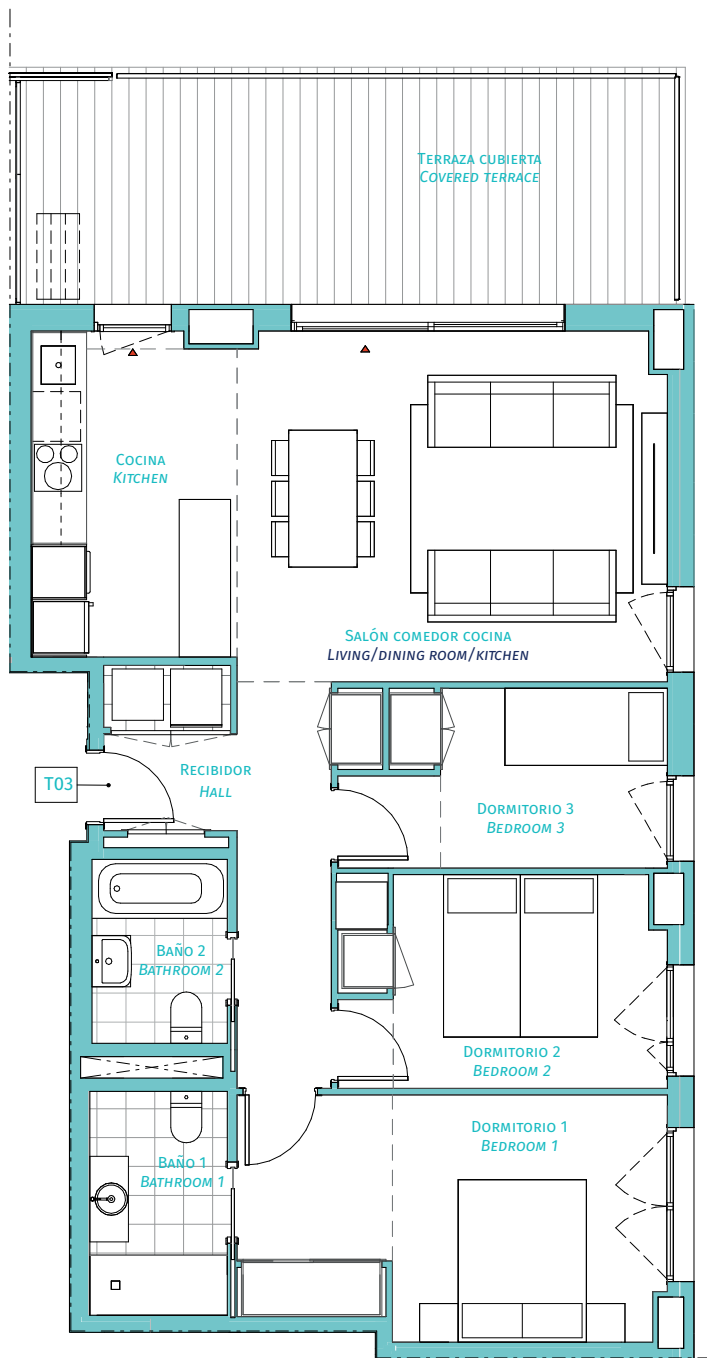 Terraza cubierta
Covered terrace
Cocina
Kitchen
Salón comedor cocina
Living/dining room/kitchen
Recibidor
Hall
T03
Dormitorio 3
Bedroom 3
Baño 2
Bathroom 2
Dormitorio 2
Bedroom 2
Dormitorio 1
Bedroom 1
Baño 1
Bathroom 1